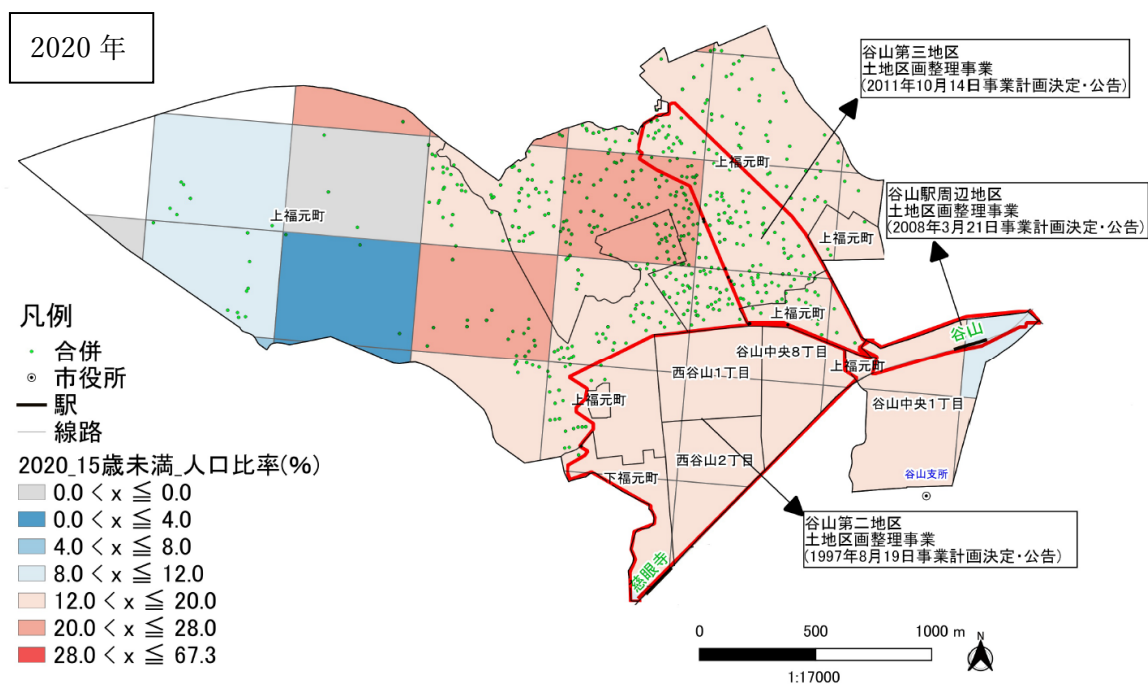 2020 年
谷山第三地区
土地区画整理事業
(2011年10月14日事業計画決定・公告)
上福元町
谷山駅周辺地区
土地区画整理事業
(2008年3月21日事業計画決定・公告)
上福元町
上福元町
上福元町
谷山
谷山中央8丁目
上福元町
西谷山1丁目
上福元町
谷山中央1丁目
西谷山2丁目
下福元町
谷山支所
谷山第二地区
土地区画整理事業
(1997年8月19日事業計画決定・公告)
慈眼寺
凡例
合併
市役所
駅
線路
2020_15歳未満_人口比率(%)
0.0 < x ≦ 0.0
0.0 < x ≦ 4.0
4.0 < x ≦ 8.0
8.0 < x ≦ 12.0
12.0 < x ≦ 20.0
20.0 < x ≦ 28.0
28.0 < x ≦ 67.3
0 500 1000 m
1:17000
N